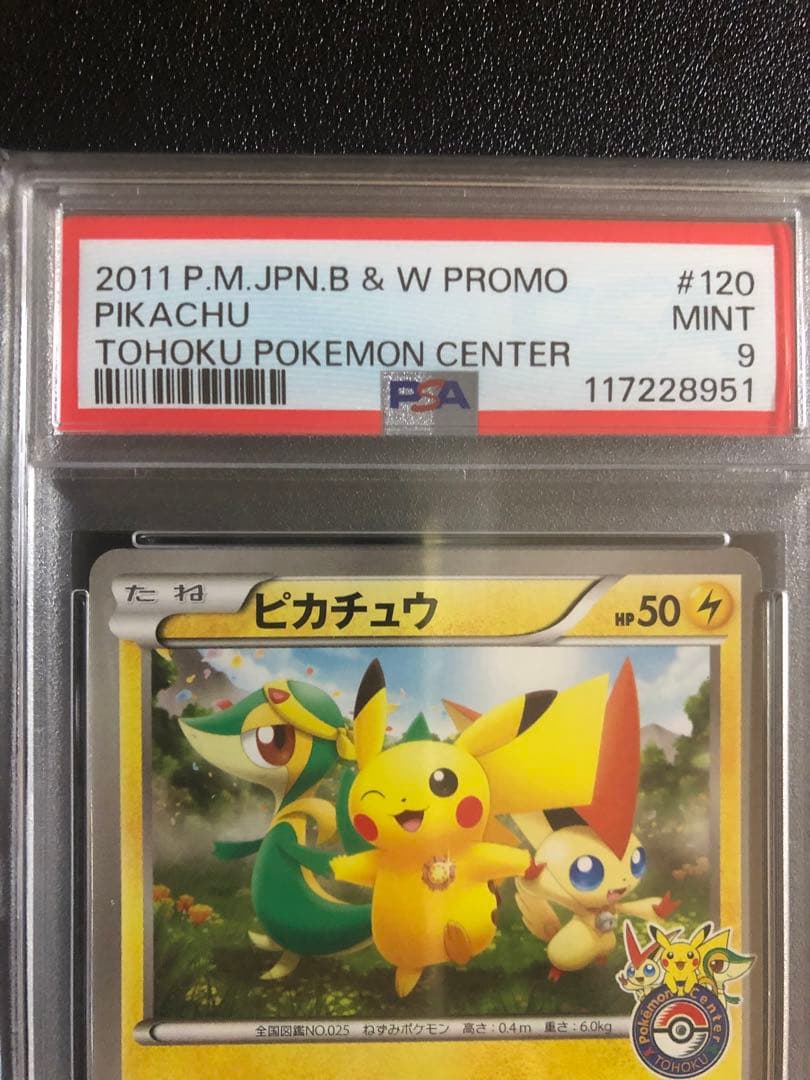 2011 P.M.JPN.B & W PROMO #120
PIKACHU MINT
TOHOKU POKEMON CENTER 9
PSA 117228951
たね ピカチュウ HP50
全国図鑑NO.025 ねずみポケモン 高さ:0.4m 重さ:6.0kg
Pokémon Center
TOHOKU